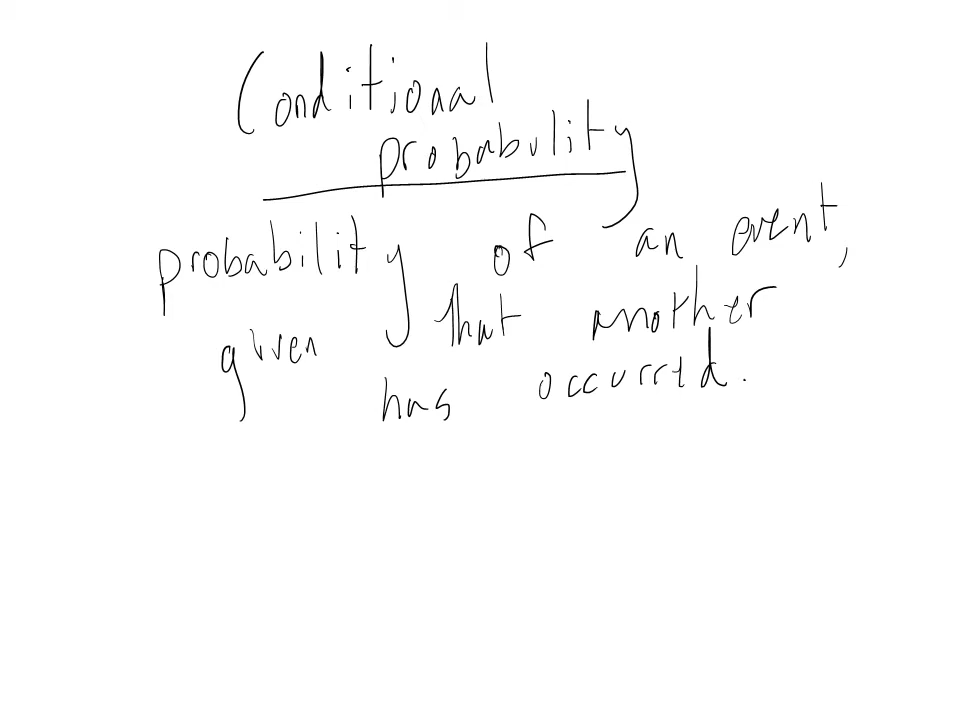 Conditional
probability
probability of an event,
given that another
has occurred.